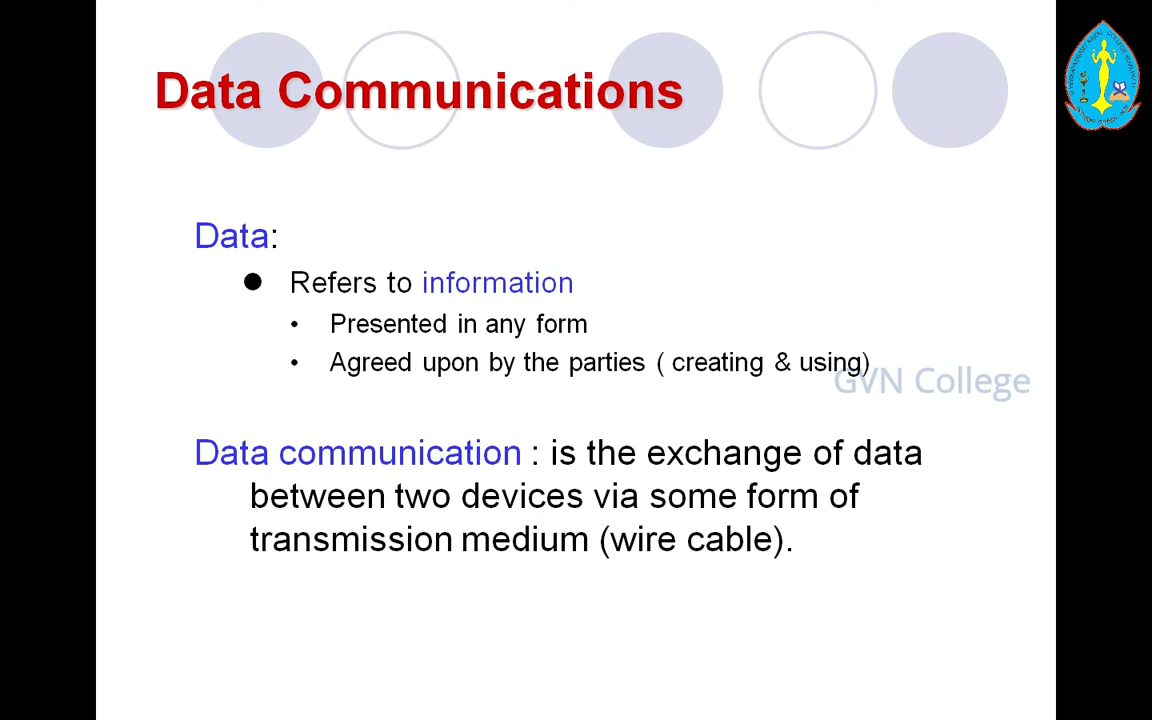 Data Communications
Data:
● Refers to information
• Presented in any form
• Agreed upon by the parties ( creating & using)
GVN College
Data communication : is the exchange of data
between two devices via some form of
transmission medium (wire cable).